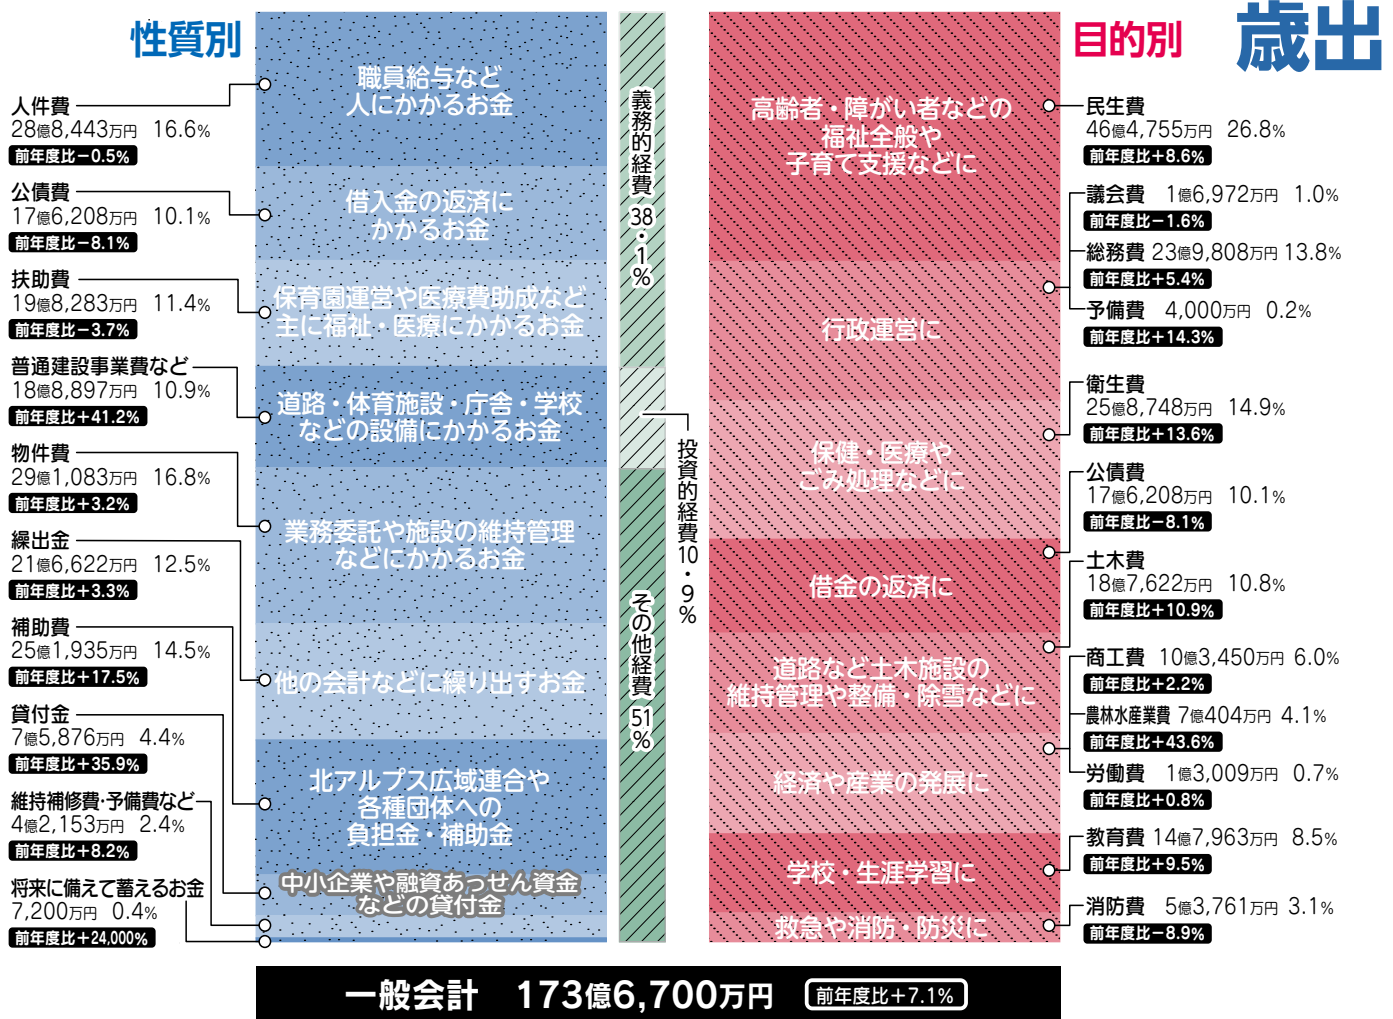 歳出
性質別
人件費
28億8,443万円 16.6%
前年度比−0.5%
公債費
17億6,208万円 10.1%
前年度比−8.1%
扶助費
19億8,283万円 11.4%
前年度比−3.7%
普通建設事業費など
18億8,897万円 10.9%
前年度比+41.2%
物件費
29億1,083万円 16.8%
前年度比+3.2%
繰出金
21億6,622万円 12.5%
前年度比+3.3%
補助費
25億1,935万円 14.5%
前年度比+17.5%
貸付金
7億5,876万円 4.4%
前年度比+35.9%
維持補修費・予備費など
4億2,153万円 2.4%
前年度比+8.2%
将来に備えて蓄えるお金
7,200万円 0.4%
前年度比+24,000%
職員給与など
人にかかるお金
借入金の返済に
かかるお金
保育園運営や医療費助成など
主に福祉・医療にかかるお金
道路・体育施設・庁舎・学校
などの設備にかかるお金
業務委託や施設の維持管理
などにかかるお金
他の会計などに繰り出すお金
北アルプス広域連合や
各種団体への
負担金・補助金
中小企業や融資あっせん資金
などの貸付金
義務的経費 38・1%
投資的経費10・9%
その他経費 51%
目的別
高齢者・障がい者などの
福祉全般や
子育て支援などに
行政運営に
保健・医療や
ごみ処理などに
借金の返済に
道路など土木施設の
維持管理や整備・除雪などに
経済や産業の発展に
学校・生涯学習に
救急や消防・防災に
民生費
46億4,755万円 26.8%
前年度比+8.6%
議会費 1億6,972万円 1.0%
前年度比−1.6%
総務費 23億9,808万円 13.8%
前年度比+5.4%
予備費 4,000万円 0.2%
前年度比+14.3%
衛生費
25億8,748万円 14.9%
前年度比+13.6%
公債費
17億6,208万円 10.1%
前年度比−8.1%
土木費
18億7,622万円 10.8%
前年度比+10.9%
商工費 10億3,450万円 6.0%
前年度比+2.2%
農林水産業費 7億404万円 4.1%
前年度比+43.6%
労働費 1億3,009万円 0.7%
前年度比+0.8%
教育費 14億7,963万円 8.5%
前年度比+9.5%
消防費 5億3,761万円 3.1%
前年度比−8.9%
一般会計 173億6,700万円 前年度比+7.1%